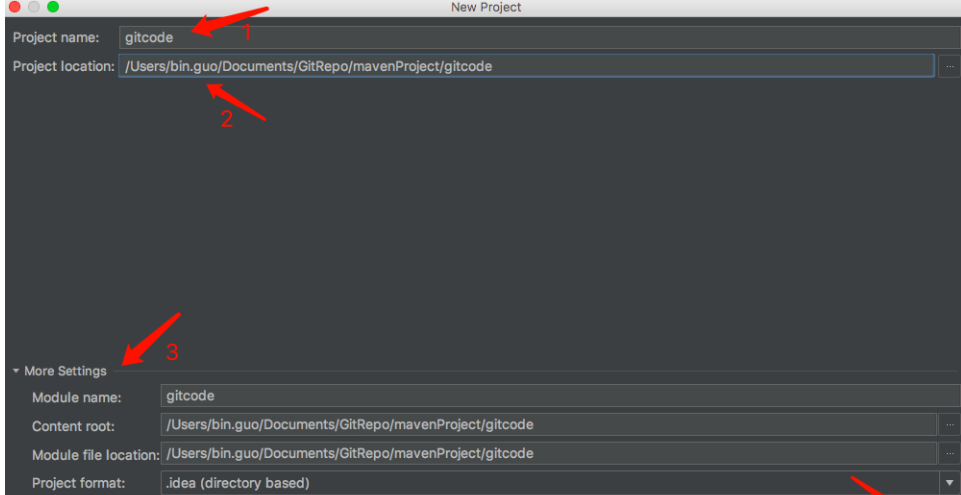 New Project
Project name: gitcode
1
Project location: /Users/bin.guo/Documents/GitRepo/mavenProject/gitcode ...
2
3
More Settings
Module name: gitcode
Content root: /Users/bin.guo/Documents/GitRepo/mavenProject/gitcode ...
Module file location: /Users/bin.guo/Documents/GitRepo/mavenProject/gitcode ...
Project format: .idea (directory based)